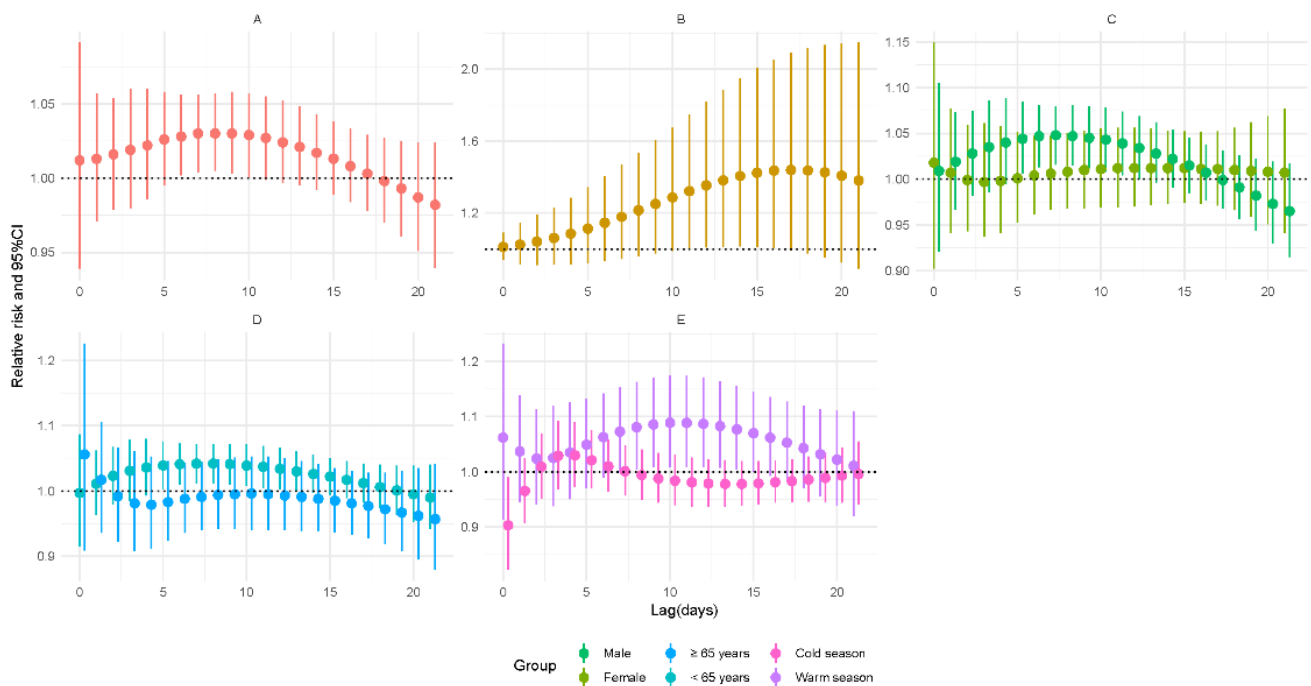 A
B
C
1.05
1.00
0.95
0 5 10 15 20
2.0
1.6
1.2
0 5 10 15 20
1.15
1.10
1.05
1.00
0.95
0.90
0 5 10 15 20
Relative risk and 95%CI
D
E
1.2
1.1
1.0
0.9
0 5 10 15 20
1.2
1.1
1.0
0.9
0 5 10 15 20
Lag(days)
Group
Male
≥ 65 years
Cold season
Female
< 65 years
Warm season